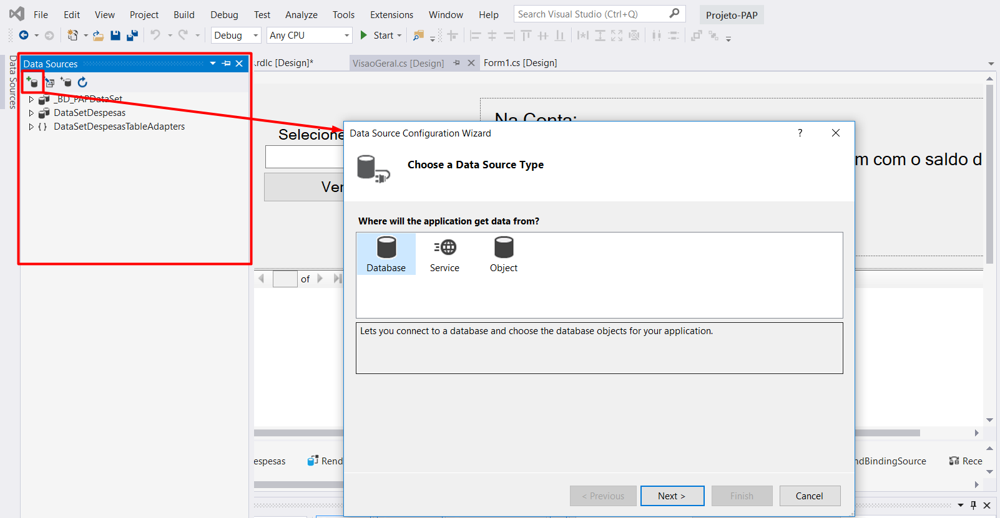 File Edit View Project Build Debug Test Analyze Tools Extensions Window Help Search Visual Studio (Ctrl+Q) Projeto-PAP
Debug Any CPU Start
Data Sources
Data Sources
s.rdlc [Design]* VisaoGeral.cs [Design] Form1.cs [Design]
_BD_PAPDataSet
DataSetDespesas
DataSetDespesasTableAdapters
Na Conta:
Selecione
m com o saldo d
Ver
of
Data Source Configuration Wizard ?
Choose a Data Source Type
Where will the application get data from?
Database Service Object
Lets you connect to a database and choose the database objects for your application.
espesas Rend
ndBindingSource Rece
< Previous Next > Finish Cancel